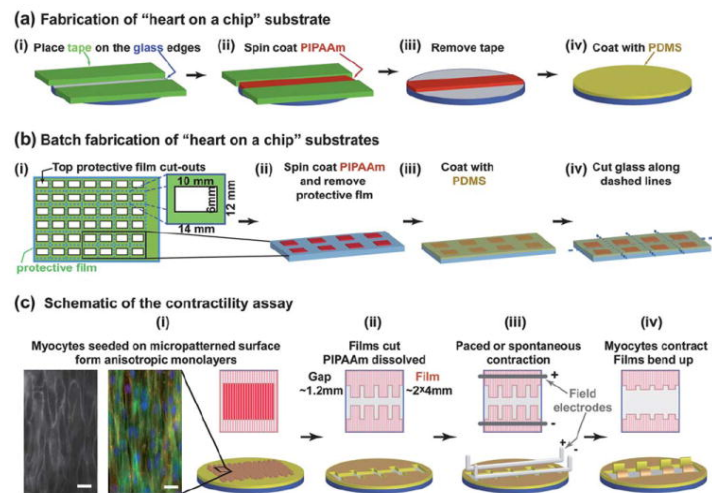 (a) Fabrication of “heart on a chip” substrate
(i)
Place tape on the glass edges
(ii)
Spin coat PIPAAm
(iii)
Remove tape
(iv)
Coat with PDMS
(b) Batch fabrication of “heart on a chip” substrates
(i)
Top protective film cut-outs
10 mm
6mm
12 mm
14 mm
protective film
(ii)
Spin coat PIPAAm
and remove
protective flm
(iii)
Coat with
PDMS
(iv)
Cut glass along
dashed lines
(c) Schematic of the contractility assay
(i)
Myocytes seeded on micropatterned surface
form anisotropic monolayers
(ii)
Films cut
PIPAAm dissolved
Gap
~1.2mm
Film
~2x4mm
(iii)
Paced or spontaneous
contraction
+
-
Field
electrodes
+
-
(iv)
Myocytes contract
Films bend up